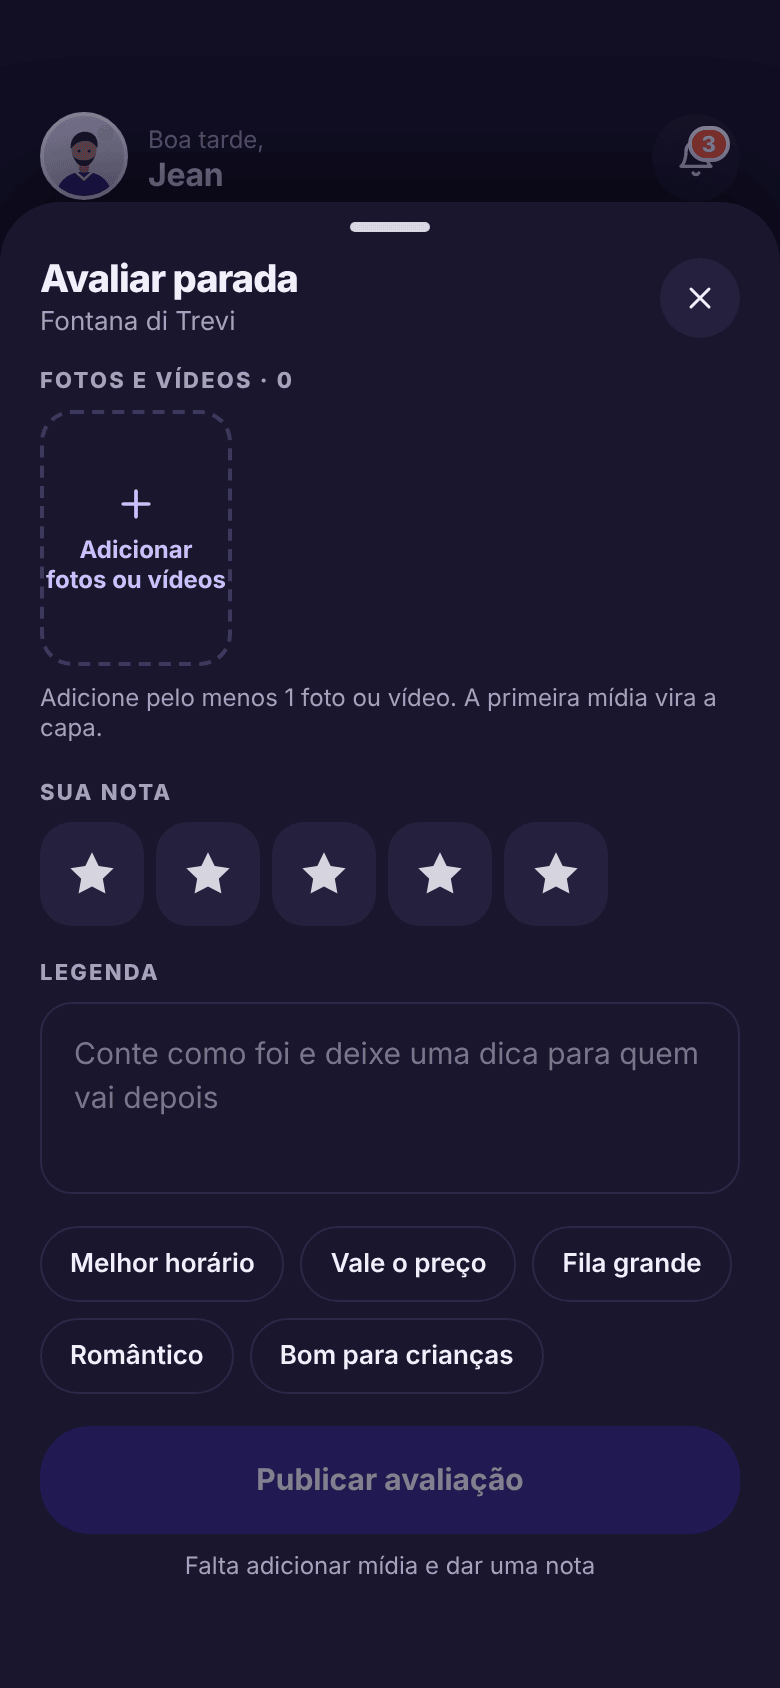 Boa tarde,
Jean
3
Avaliar parada
Fontana di Trevi
FOTOS E VÍDEOS · 0
Adicionar
fotos ou vídeos
Adicione pelo menos 1 foto ou vídeo. A primeira mídia vira a
capa.
SUA NOTA
LEGENDA
Conte como foi e deixe uma dica para quem
vai depois
Melhor horário
Vale o preço
Fila grande
Romântico
Bom para crianças
Publicar avaliação
Falta adicionar mídia e dar uma nota